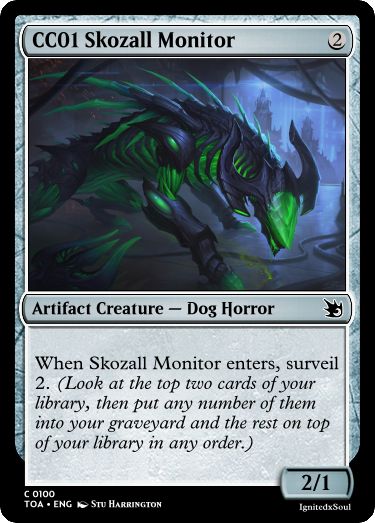 CC01 Skozall Monitor 2
Artifact Creature — Dog Horror
When Skozall Monitor enters, surveil
2. (Look at the top two cards of your
library, then put any number of them
into your graveyard and the rest on top
of your library in any order.)
2/1
C 0100
TOA • ENG Stu Harrington
IgnitedxSoul